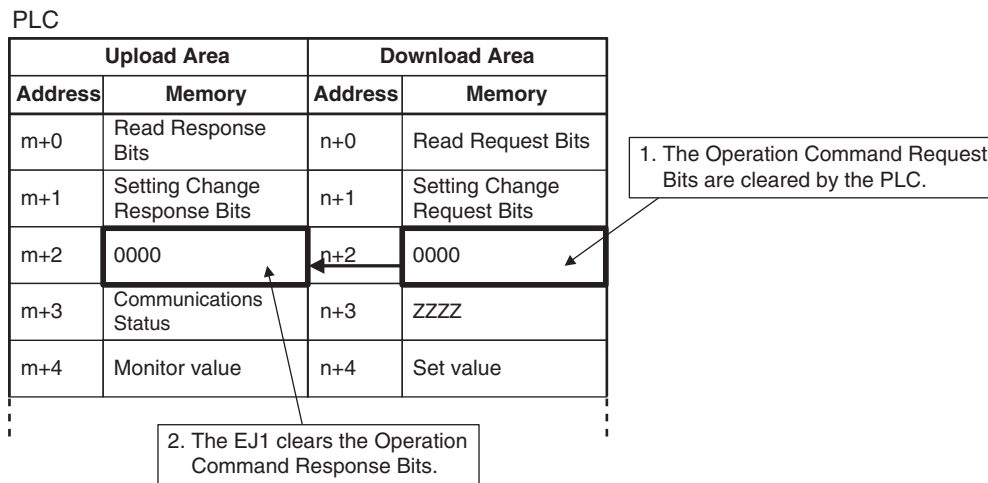 PLC
Upload Area Download Area
Address Memory Address Memory
m+0 Read Response Bits n+0 Read Request Bits
m+1 Setting Change Response Bits n+1 Setting Change Request Bits
m+2 0000 n+2 0000
m+3 Communications Status n+3 ZZZZ
m+4 Monitor value n+4 Set value
1. The Operation Command Request
Bits are cleared by the PLC.
2. The EJ1 clears the Operation
Command Response Bits.